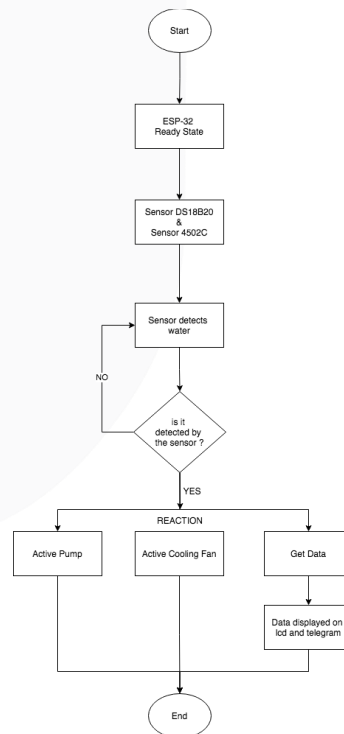 Start
ESP-32
Ready State
Sensor DS18B20
&
Sensor 4502C
Sensor detects
water
NO
is it
detected by
the sensor ?
YES
REACTION
Active Pump
Active Cooling Fan
Get Data
Data displayed on
lcd and telegram
End